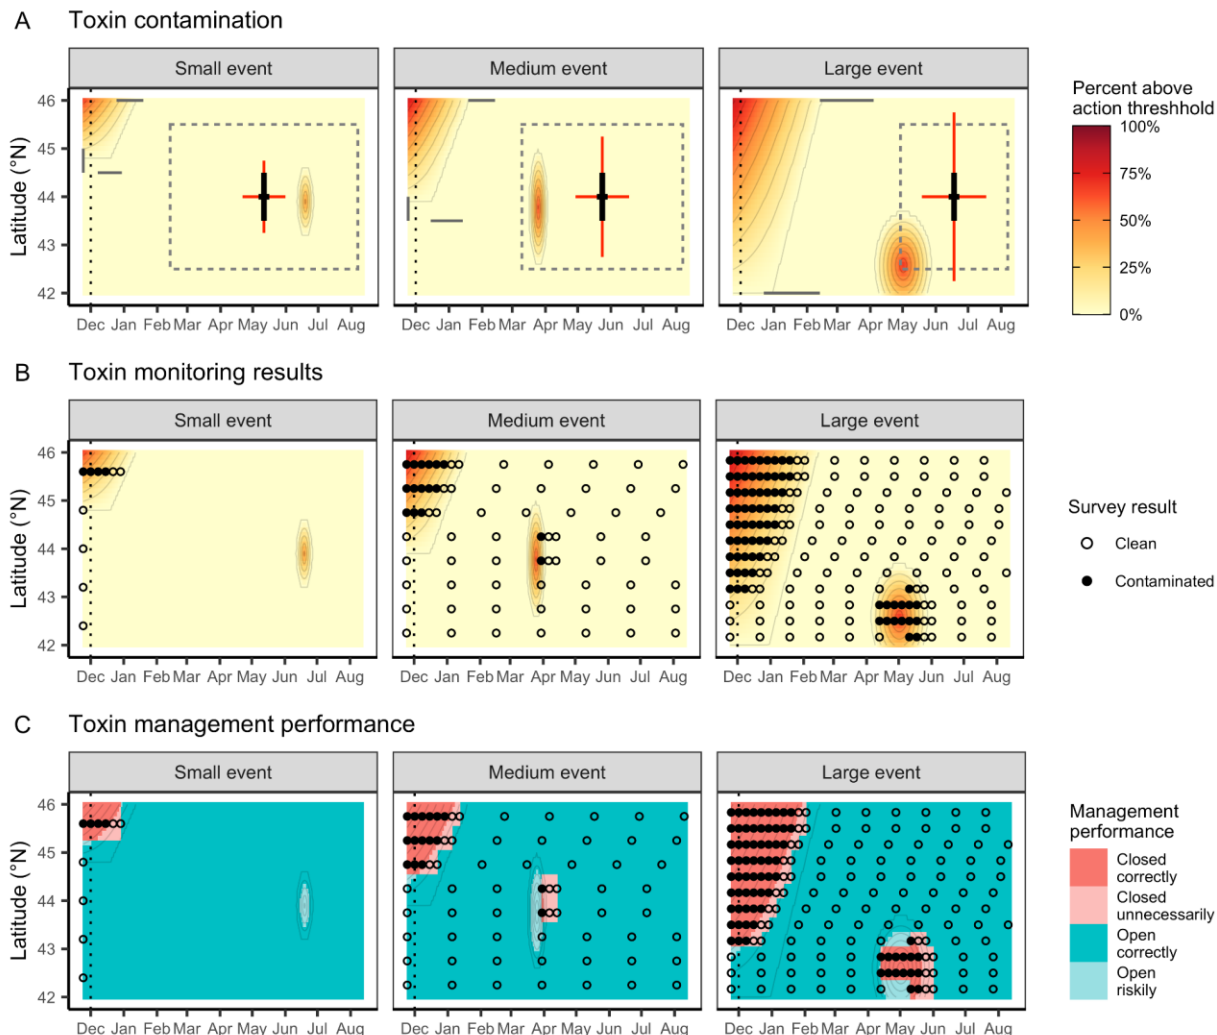 A Toxin contamination
Small event
Medium event
Large event
Latitude (°N)
46
45
44
43
42
Dec Jan Feb Mar Apr May Jun Jul Aug
Dec Jan Feb Mar Apr May Jun Jul Aug
Dec Jan Feb Mar Apr May Jun Jul Aug
Percent above
action threshhold
100%
75%
50%
25%
0%
B Toxin monitoring results
Small event
Medium event
Large event
Latitude (°N)
46
45
44
43
42
Dec Jan Feb Mar Apr May Jun Jul Aug
Dec Jan Feb Mar Apr May Jun Jul Aug
Dec Jan Feb Mar Apr May Jun Jul Aug
Survey result
Clean
Contaminated
C Toxin management performance
Small event
Medium event
Large event
Latitude (°N)
46
45
44
43
42
Dec Jan Feb Mar Apr May Jun Jul Aug
Dec Jan Feb Mar Apr May Jun Jul Aug
Dec Jan Feb Mar Apr May Jun Jul Aug
Management
performance
Closed
correctly
Closed
unnecessarily
Open
correctly
Open
riskily